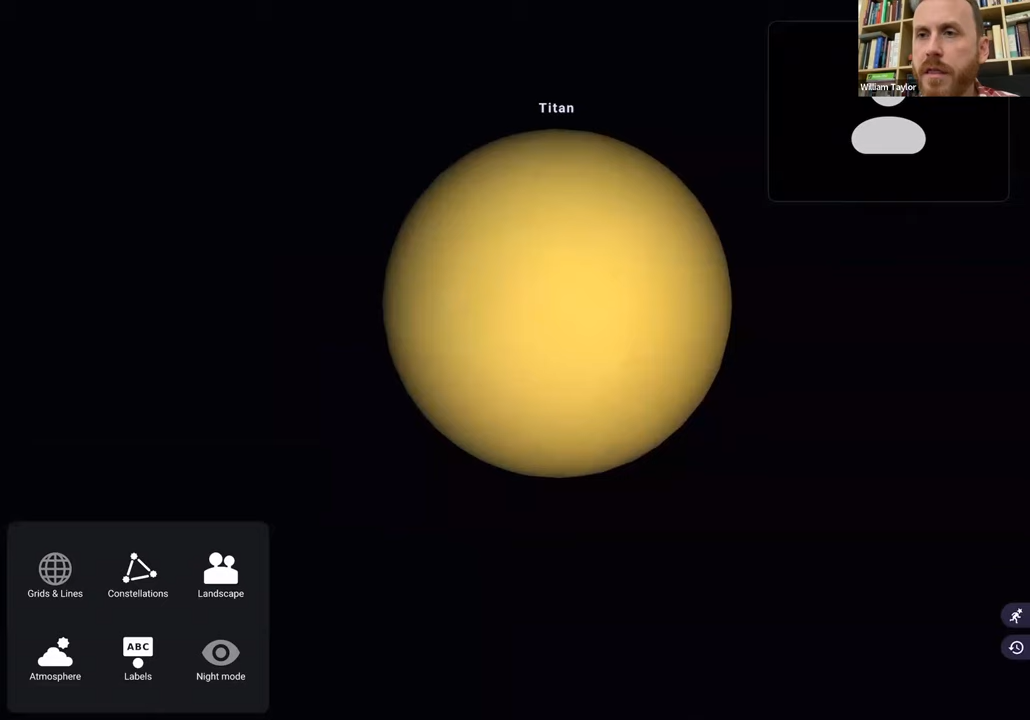 William Taylor
Titan
Grids & Lines
Constellations
Landscape
ABC
Atmosphere
Labels
Night mode